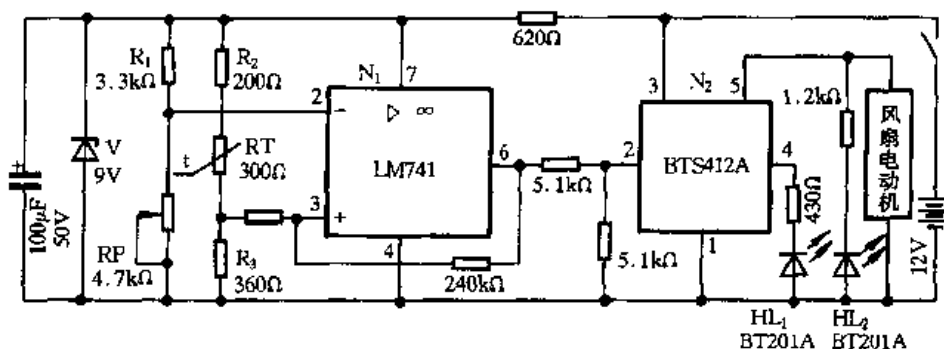 620Ω
R₁
3.3kΩ
R₂
200Ω
N₁
7
2
−
▷ ∞
LM741
6
3
+
4
t
RT
300Ω
V
9V
100μF
50V
+
RP
4.7kΩ
R₃
360Ω
240kΩ
5.1kΩ
5.1kΩ
N₂
3
5
2
BTS412A
4
1
1.2kΩ
430Ω
风扇电动机
12V
HL₁
BT201A
HL₂
BT201A